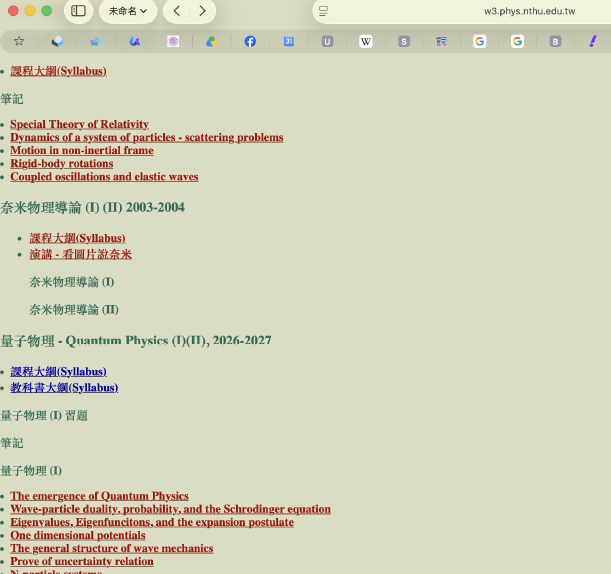 未命名
w3.phys.nthu.edu.tw
課程大綱(Syllabus)
筆記
Special Theory of Relativity
Dynamics of a system of particles - scattering problems
Motion in non-inertial frame
Rigid-body rotations
Coupled oscillations and elastic waves
奈米物理導論 (I) (II) 2003-2004
課程大綱(Syllabus)
演講 - 看圖片說奈米
奈米物理導論 (I)
奈米物理導論 (II)
量子物理 - Quantum Physics (I)(II), 2026-2027
課程大綱(Syllabus)
教科書大綱(Syllabus)
量子物理 (I) 習題
筆記
量子物理 (I)
The emergence of Quantum Physics
Wave-particle duality, probability, and the Schrodinger equation
Eigenvalues, Eigenfuncitons, and the expansion postulate
One dimensional potentials
The general structure of wave mechanics
Prove of uncertainty relation
N-particle systems